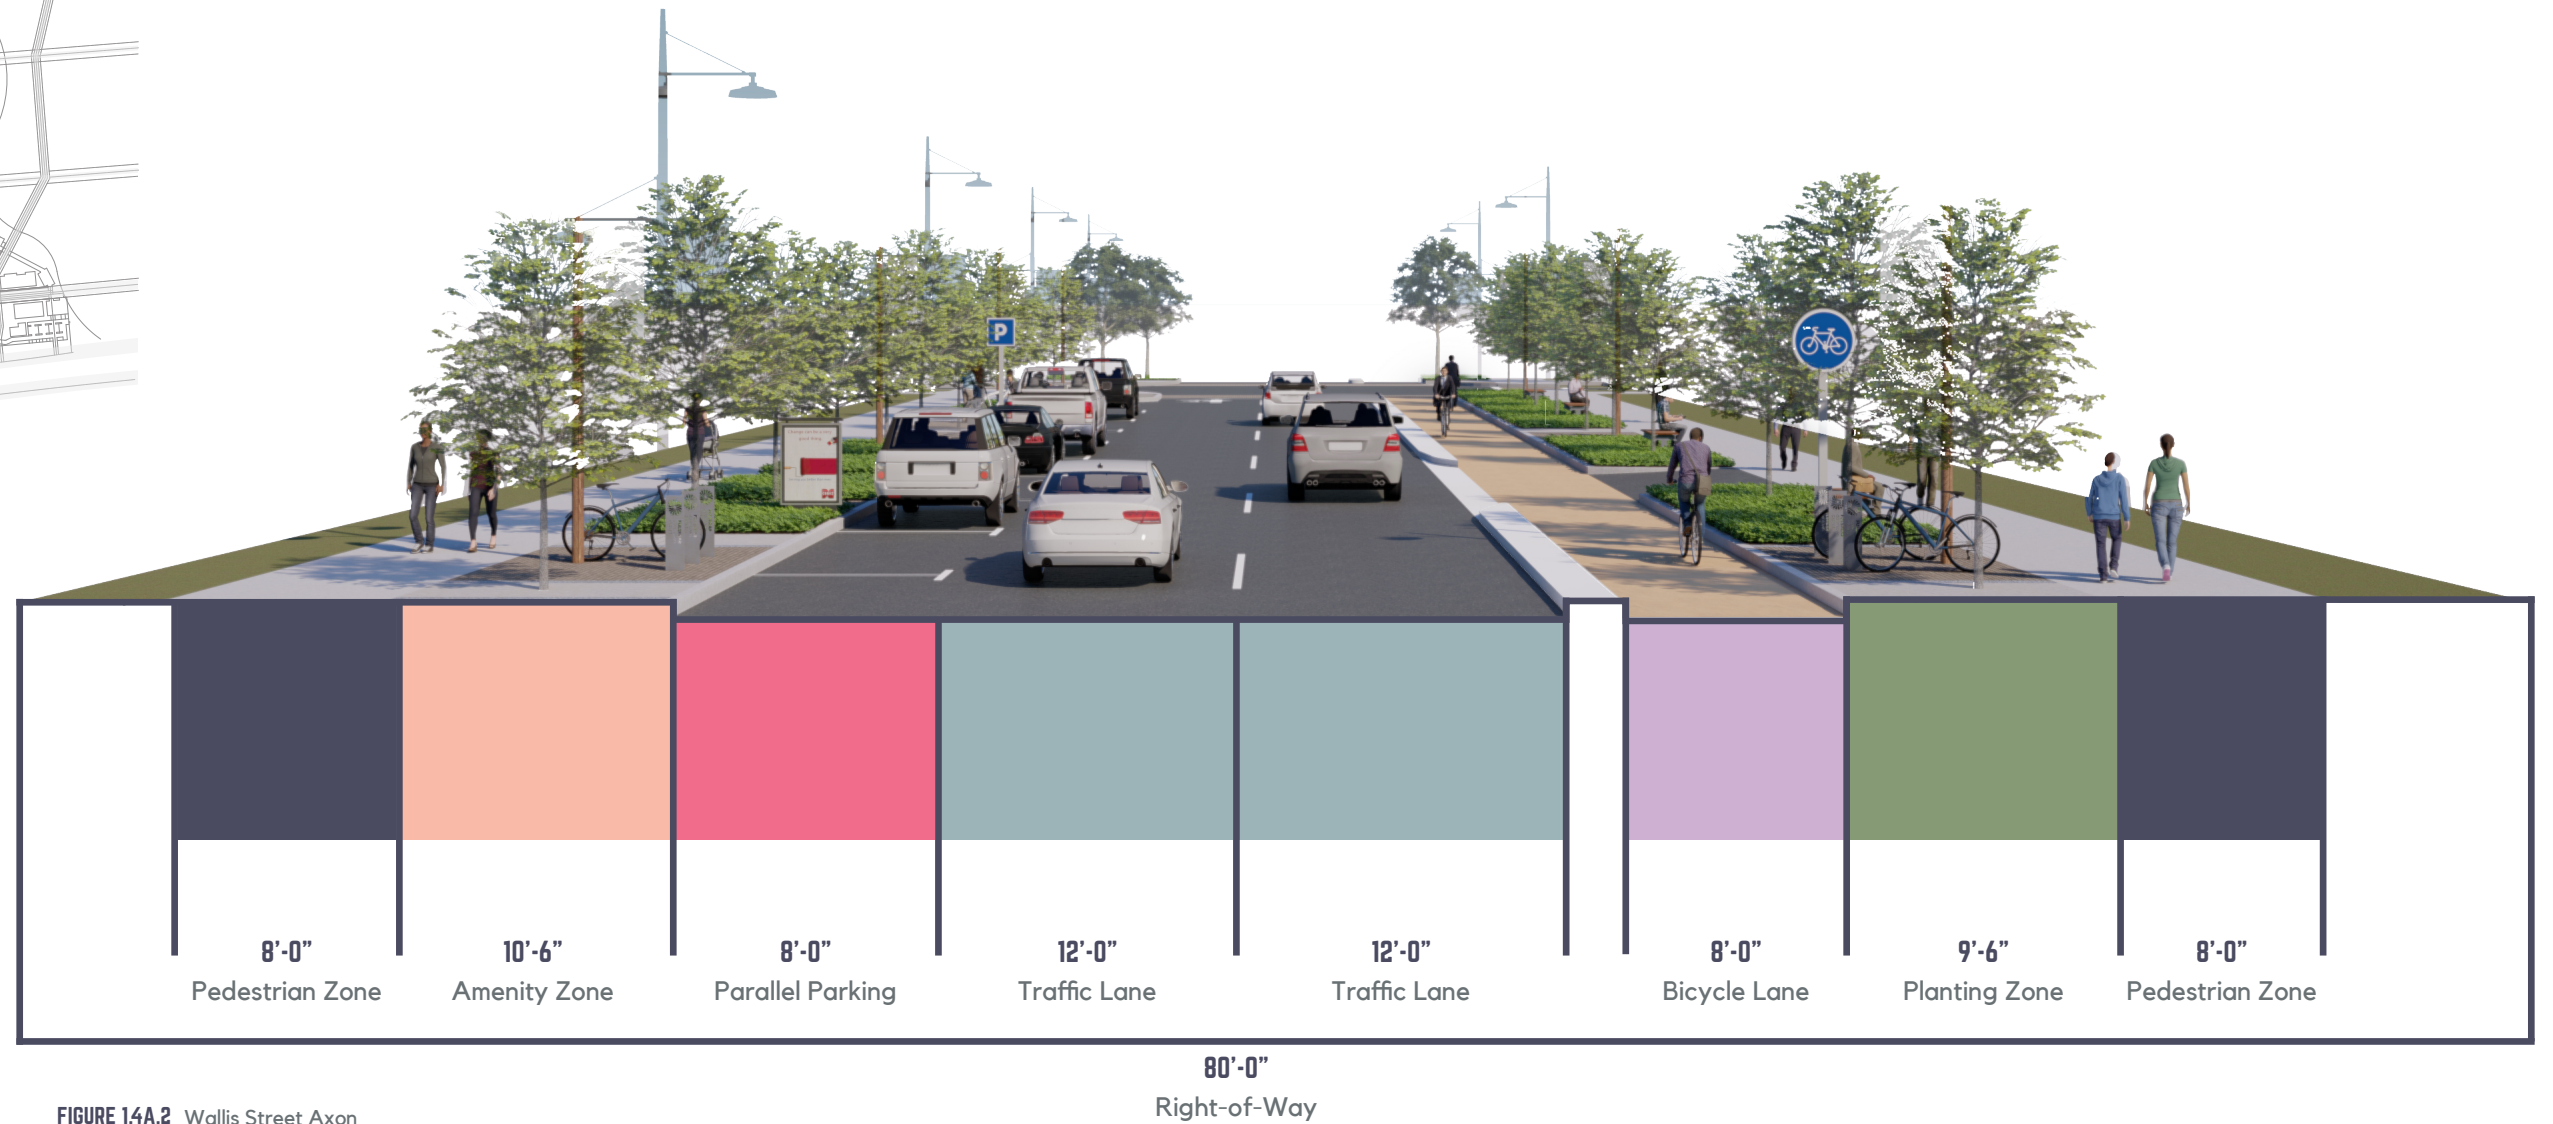 P
8'-0"
10'-6"
8'-0"
12'-0"
12'-0"
8'-0"
9'-6"
8'-0"
Pedestrian Zone
Amenity Zone
Parallel Parking
Traffic Lane
Traffic Lane
Bicycle Lane
Planting Zone
Pedestrian Zone
80'-0"
Right-of-Way
FIGURE 1.4A.2 Wallis Street Axon